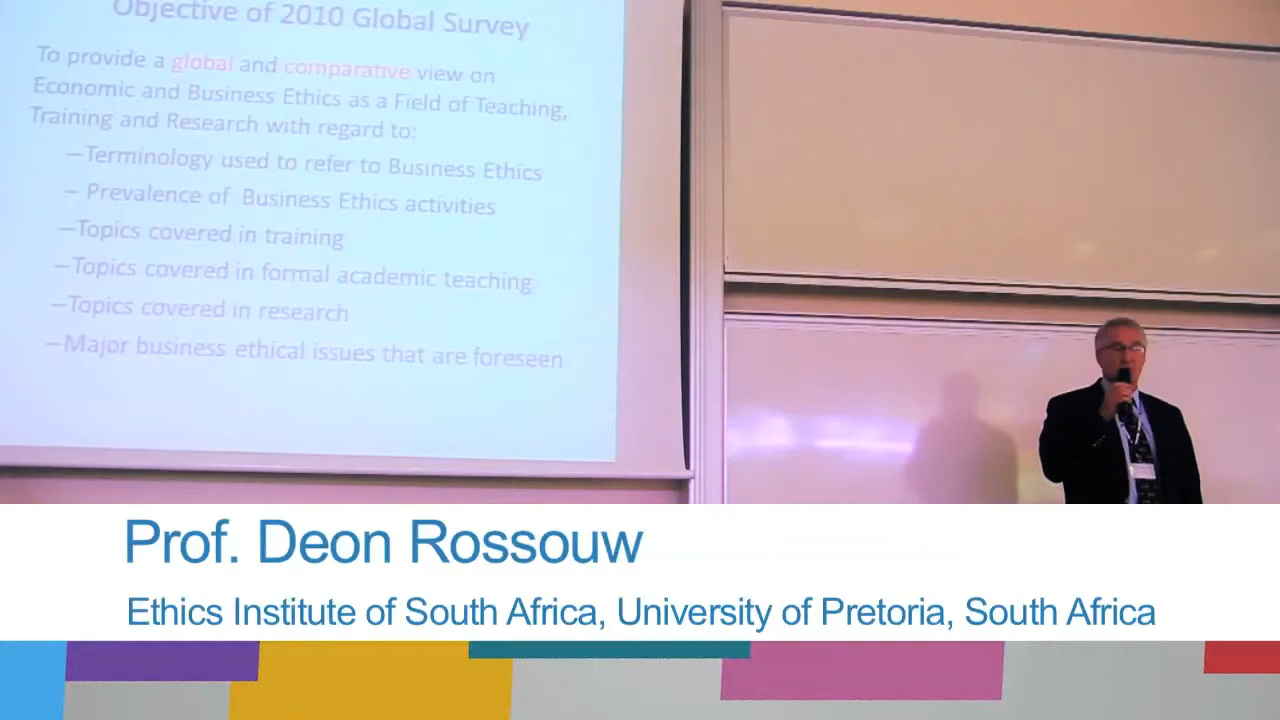 Objective of 2010 Global Survey
To provide a global and comparative view on
Economic and Business Ethics as a Field of Teaching,
Training and Research with regard to:
–Terminology used to refer to Business Ethics
– Prevalence of Business Ethics activities
–Topics covered in training
–Topics covered in formal academic teaching
–Topics covered in research
–Major business ethical issues that are foreseen
Prof. Deon Rossouw
Ethics Institute of South Africa, University of Pretoria, South Africa